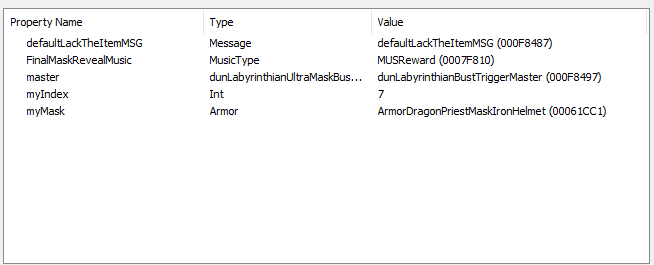 Property Name Type Value
defaultLackTheItemMSG Message defaultLackTheItemMSG (000F8487)
FinalMaskRevealMusic MusicType MUSReward (0007F810)
master dunLabyrinthianUltraMaskBus... dunLabyrinthianBustTriggerMaster (000F8497)
myIndex Int 7
myMask Armor ArmorDragonPriestMaskIronHelmet (00061CC1)